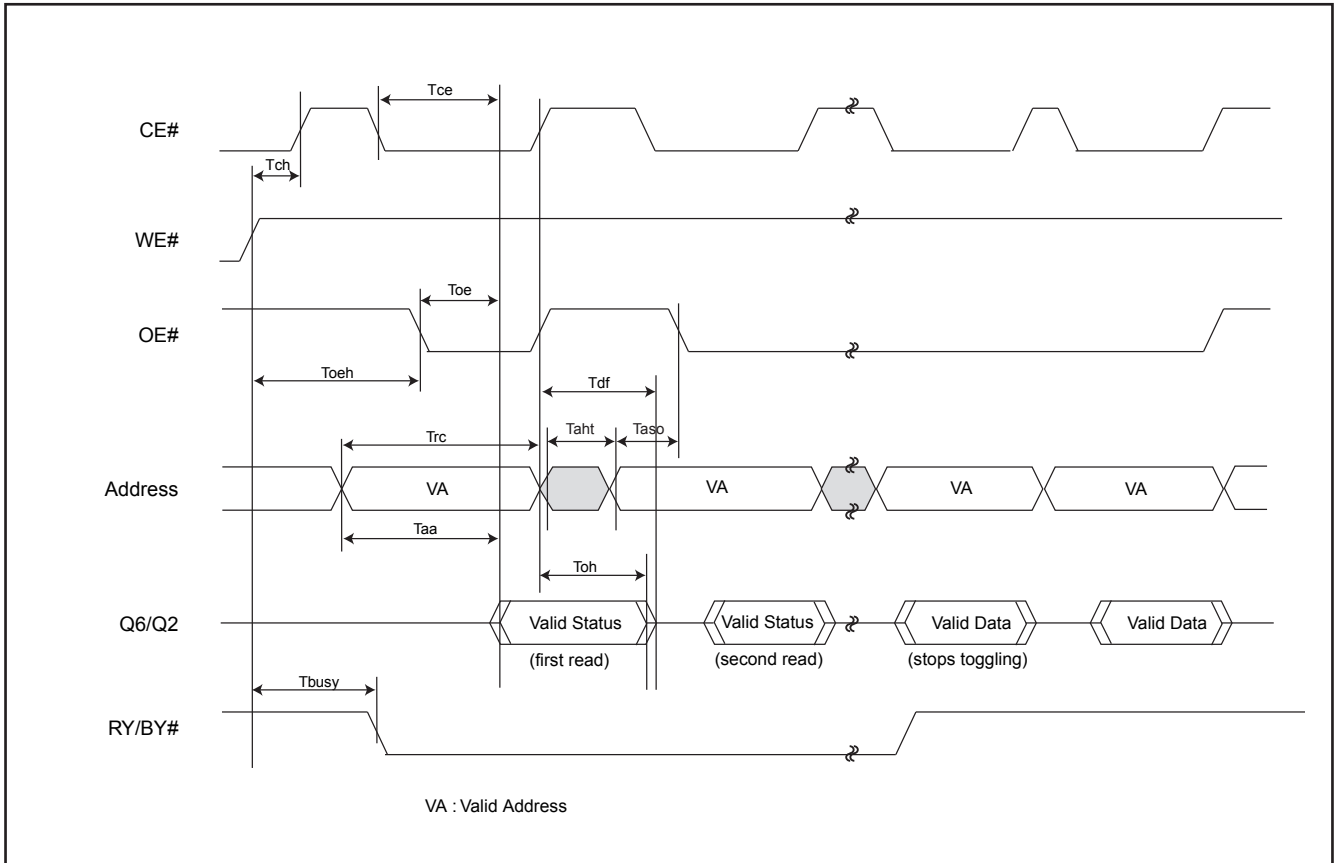 Tce
CE#
Tch
WE#
Toe
OE#
Toeh
Tdf
Trc
Taht
Taso
Address
VA
VA
VA
VA
Taa
Toh
Q6/Q2
Valid Status
Valid Status
Valid Data
Valid Data
(first read)
(second read)
(stops toggling)
Tbusy
RY/BY#
VA : Valid Address